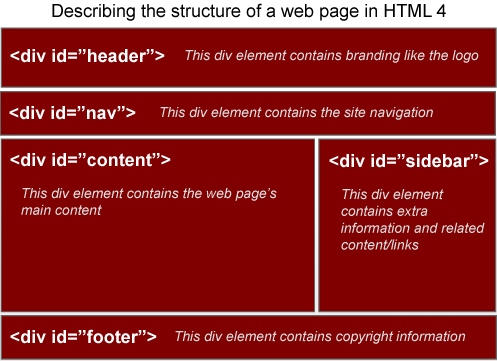 Describing the structure of a web page in HTML 4
<div id=”header”> This div element contains branding like the logo
<div id=”nav”> This div element contains the site navigation
<div id=”content”>
This div element contains the web page’s
main content
<div id=”sidebar”>
This div element
contains extra
information and related
content/links
<div id=”footer”> This div element contains copyright information